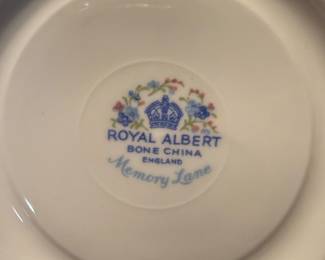 ROYAL ALBERT
BONE CHINA
ENGLAND
Memory Lane